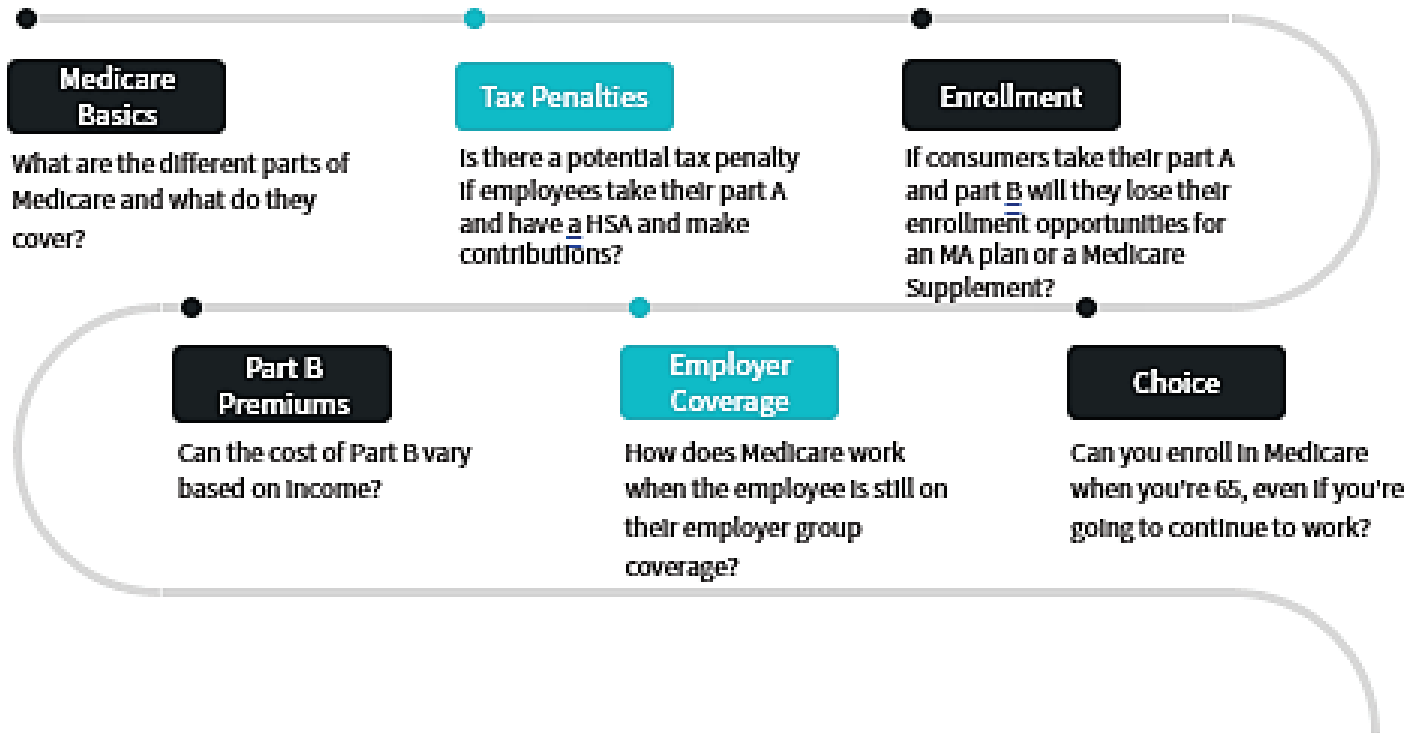 Medicare
Basics
What are the different parts of
Medicare and what do they
cover?
Tax Penalties
Is there a potential tax penalty
If employees take their part A
and have a HSA and make
contributions?
Enrollment
If consumers take their part A
and part B will they lose their
enrollment opportunities for
an MA plan or a Medicare
Supplement?
Part B
Premiums
Can the cost of Part B vary
based on Income?
Employer
Coverage
How does Medicare work
when the employee is still on
their employer group
coverage?
Choice
Can you enroll in Medicare
when you're 65, even if you're
going to continue to work?